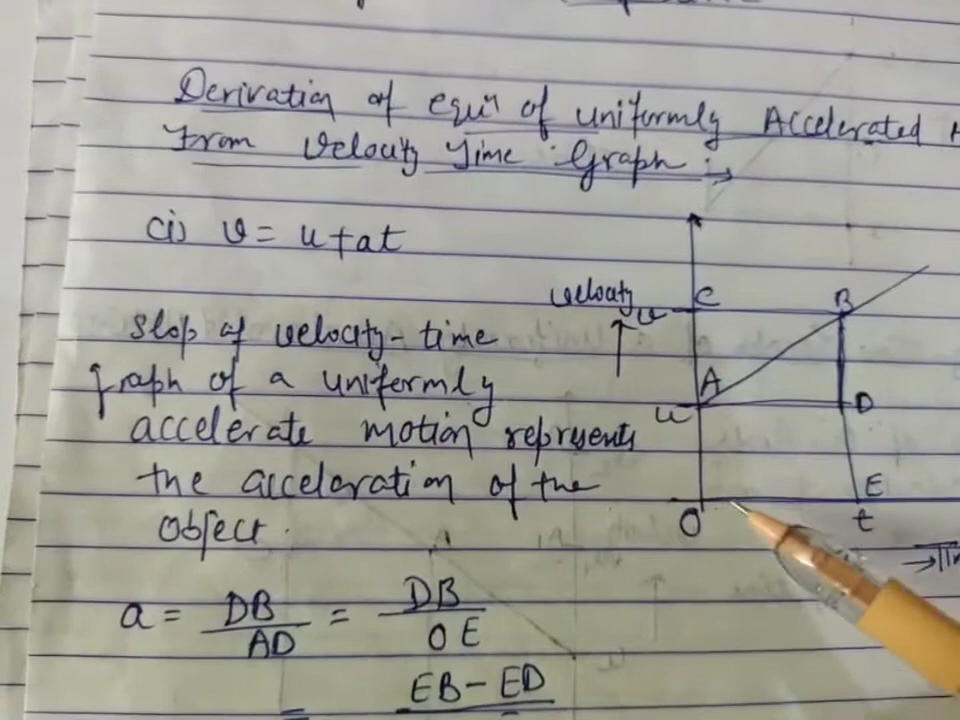 Derivation of equⁿ of uniformly Accelerated
From Velocity Time Graph :→
(i) v = u + at
Slop of velocity-time
graph of a uniformly
accelerate motion represents
the acceleration of the
object.
velocity
v C B
A
u D
E
O t
a = DB/AD = DB/OE
= EB - ED